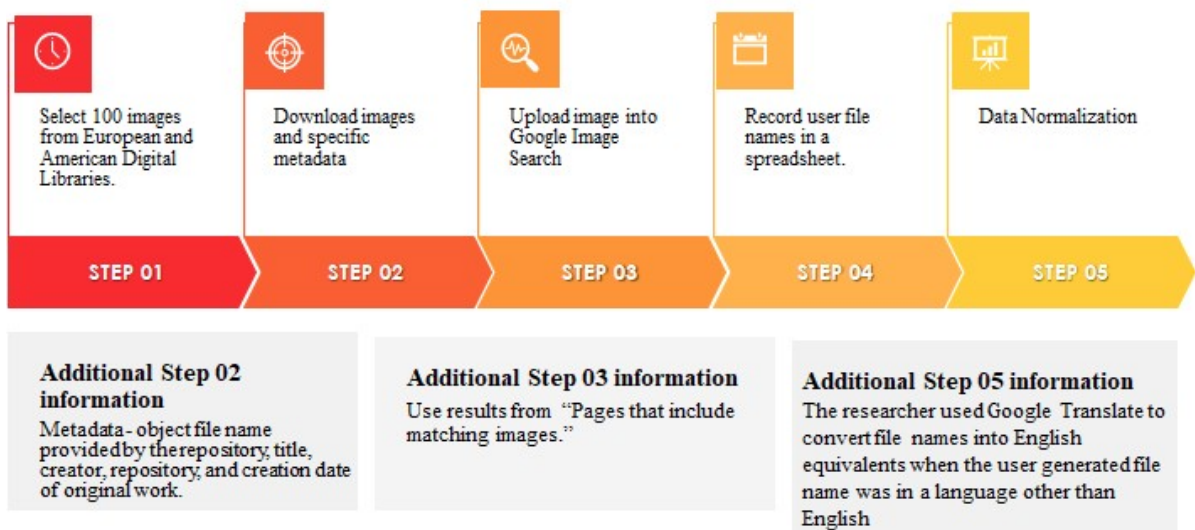 Select 100 images
from European and
American Digital
Libraries.
Download images
and specific
metadata
Upload image into
Google Image
Search
Record user file
names in a
spreadsheet.
Data Normalization
STEP 01
STEP 02
STEP 03
STEP 04
STEP 05
Additional Step 02
information
Metadata- object file name
provided by therepository, title,
creator, repository, and creation date
of original work.
Additional Step 03 information
Use results from “Pages that include
matching images.”
Additional Step 05 information
The researcher used Google Translate to
convert file names into English
equivalents when the user generated file
name was in a language other than
English